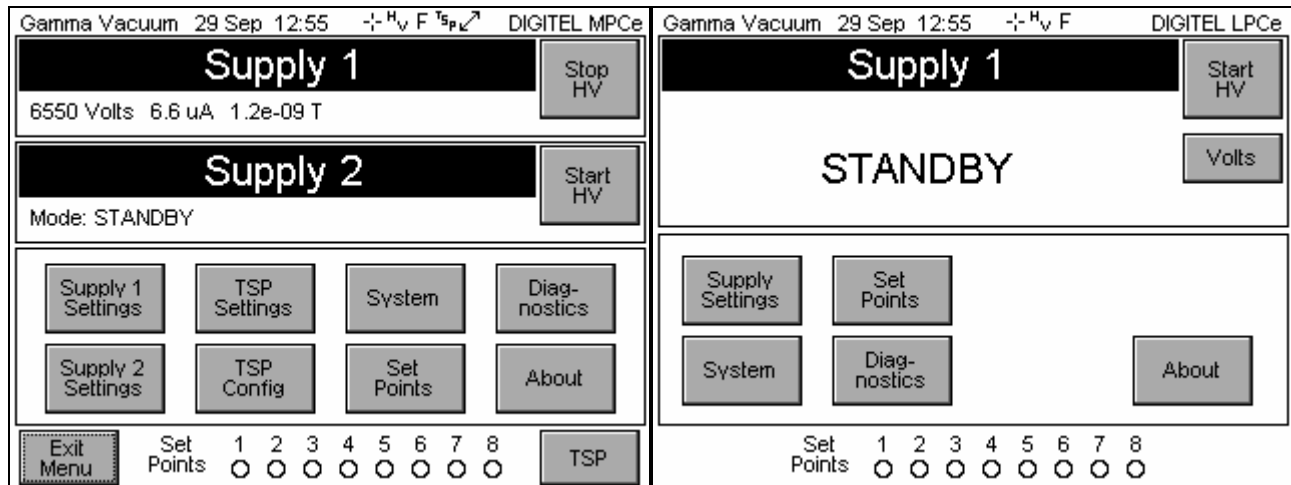 Gamma Vacuum 29 Sep 12:55 -¦- Hv F TSP DIGITEL MPCe
Supply 1
Stop
HV
6550 Volts 6.6 uA 1.2e-09 T
Supply 2
Start
HV
Mode: STANDBY
Supply 1
Settings
TSP
Settings
System
Diag-
nostics
Supply 2
Settings
TSP
Config
Set
Points
About
Exit
Menu
Set
Points
1 2 3 4 5 6 7 8
TSP
Gamma Vacuum 29 Sep 12:55 -¦- Hv F DIGITEL LPCe
Supply 1
Start
HV
STANDBY
Volts
Supply
Settings
Set
Points
System
Diag-
nostics
About
Set
Points
1 2 3 4 5 6 7 8